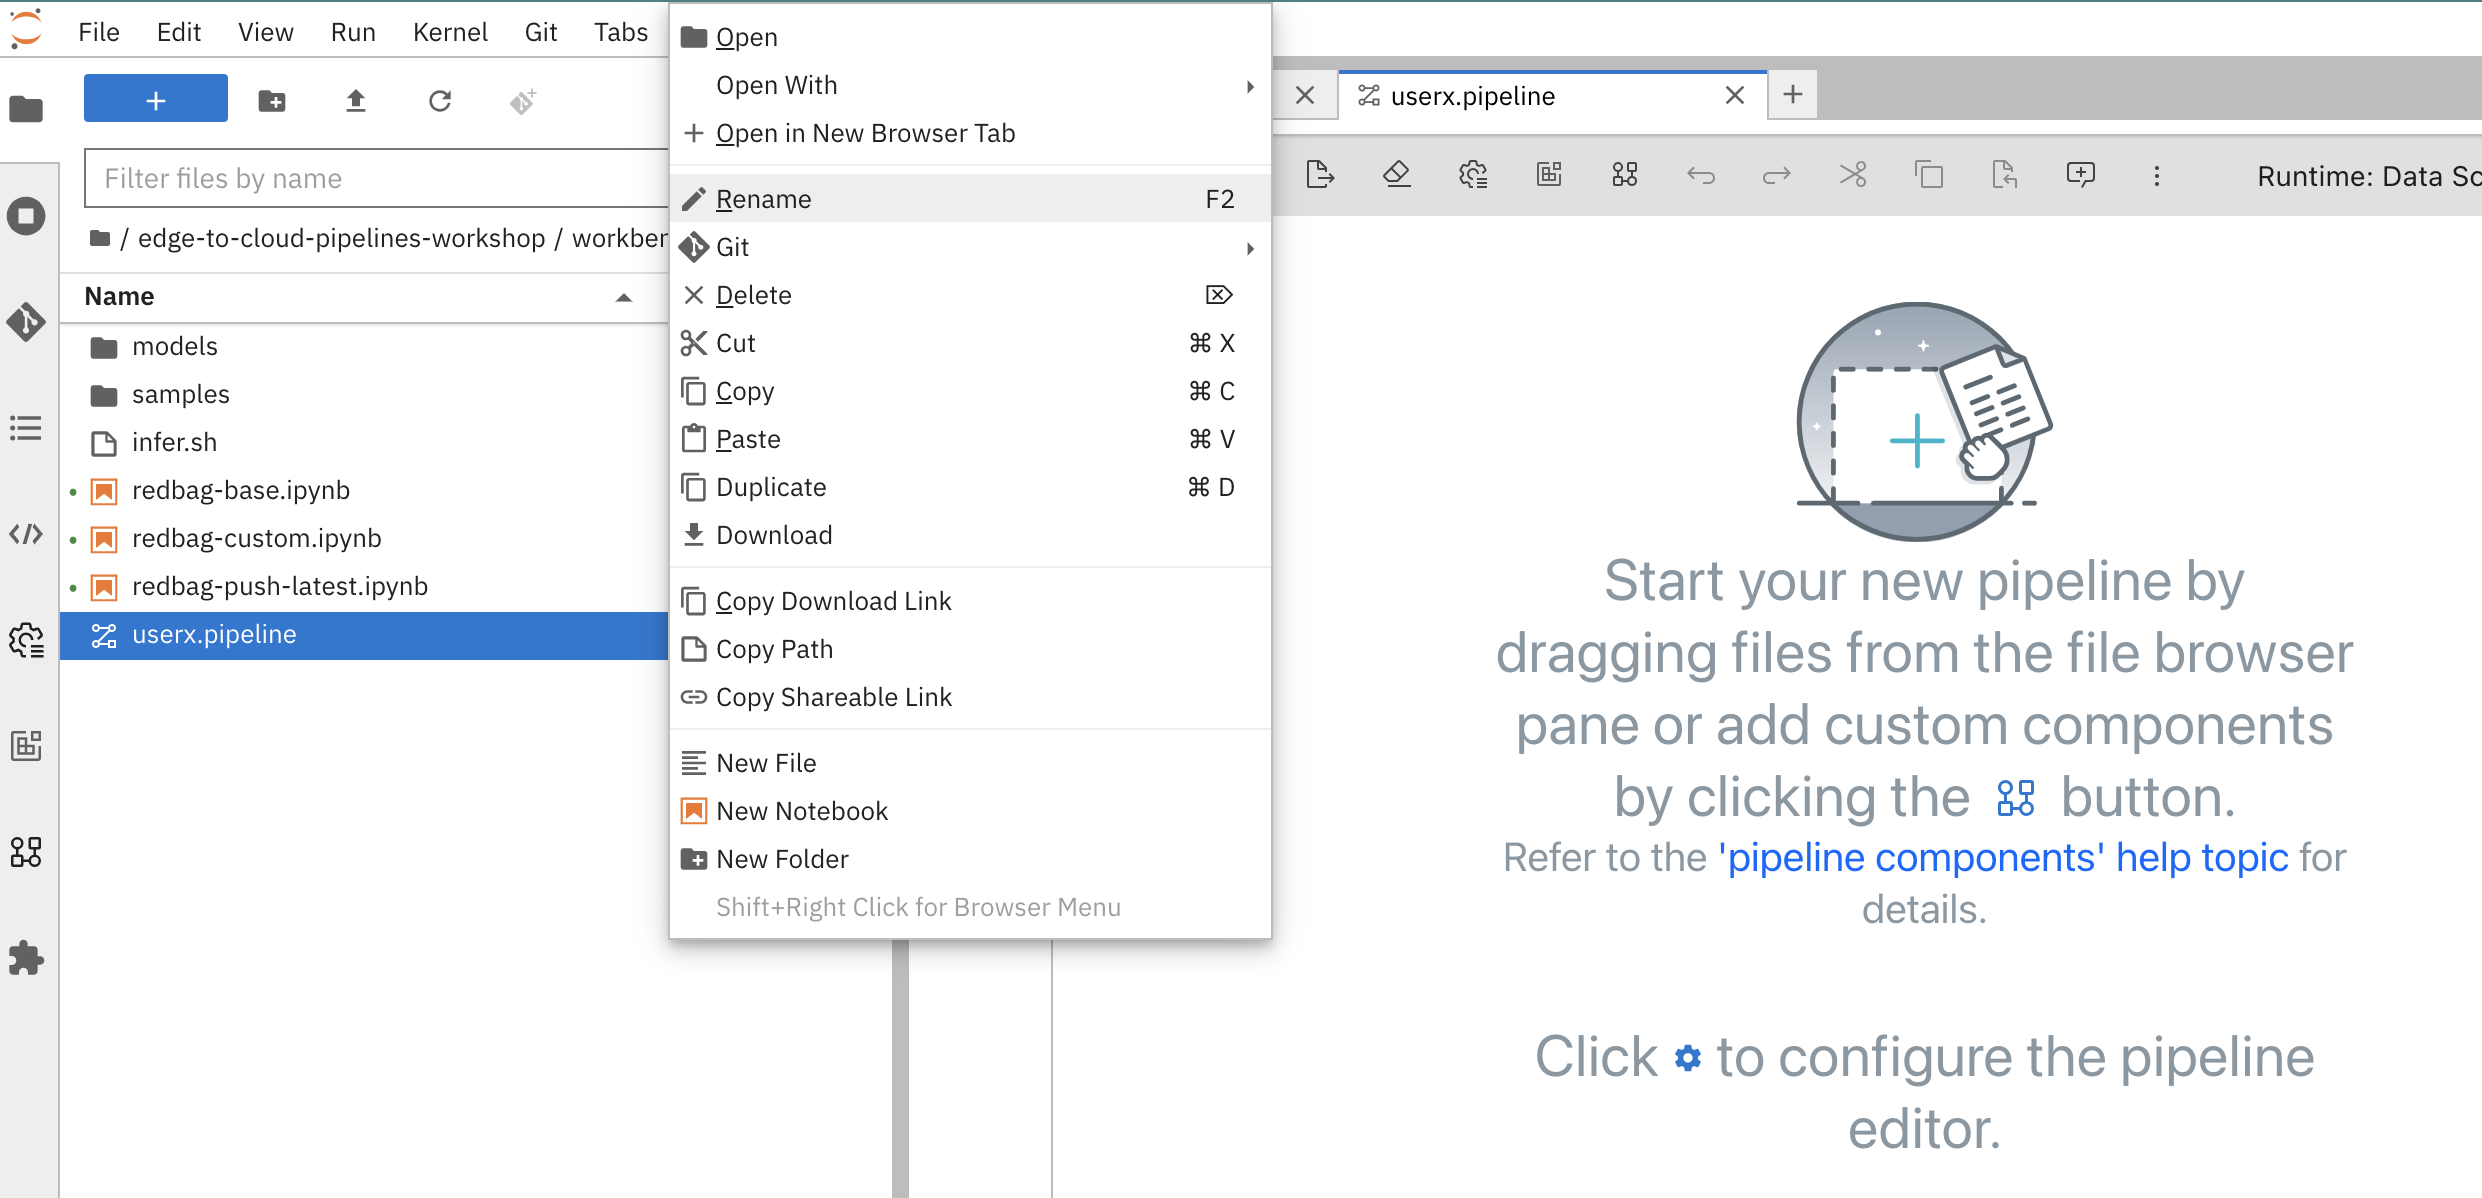 File Edit View Run Kernel Git Tabs
Filter files by name
/ edge-to-cloud-pipelines-workshop /
Name
models
samples
infer.sh
redbag-base.ipynb
redbag-custom.ipynb
redbag-push-latest.ipynb
userx.pipeline
Open
Open With
Open in New Browser Tab
Rename F2
Git
Delete
Cut ⌘ X
Copy ⌘ C
Paste ⌘ V
Duplicate ⌘ D
Download
Copy Download Link
Copy Path
Copy Shareable Link
New File
New Notebook
New Folder
Shift+Right Click for Browser Menu
userx.pipeline
Runtime: Data
Start your new pipeline by
dragging files from the file browser
pane or add custom components
by clicking the button.
Refer to the 'pipeline components' help topic for
details.
Click to configure the pipeline
editor.